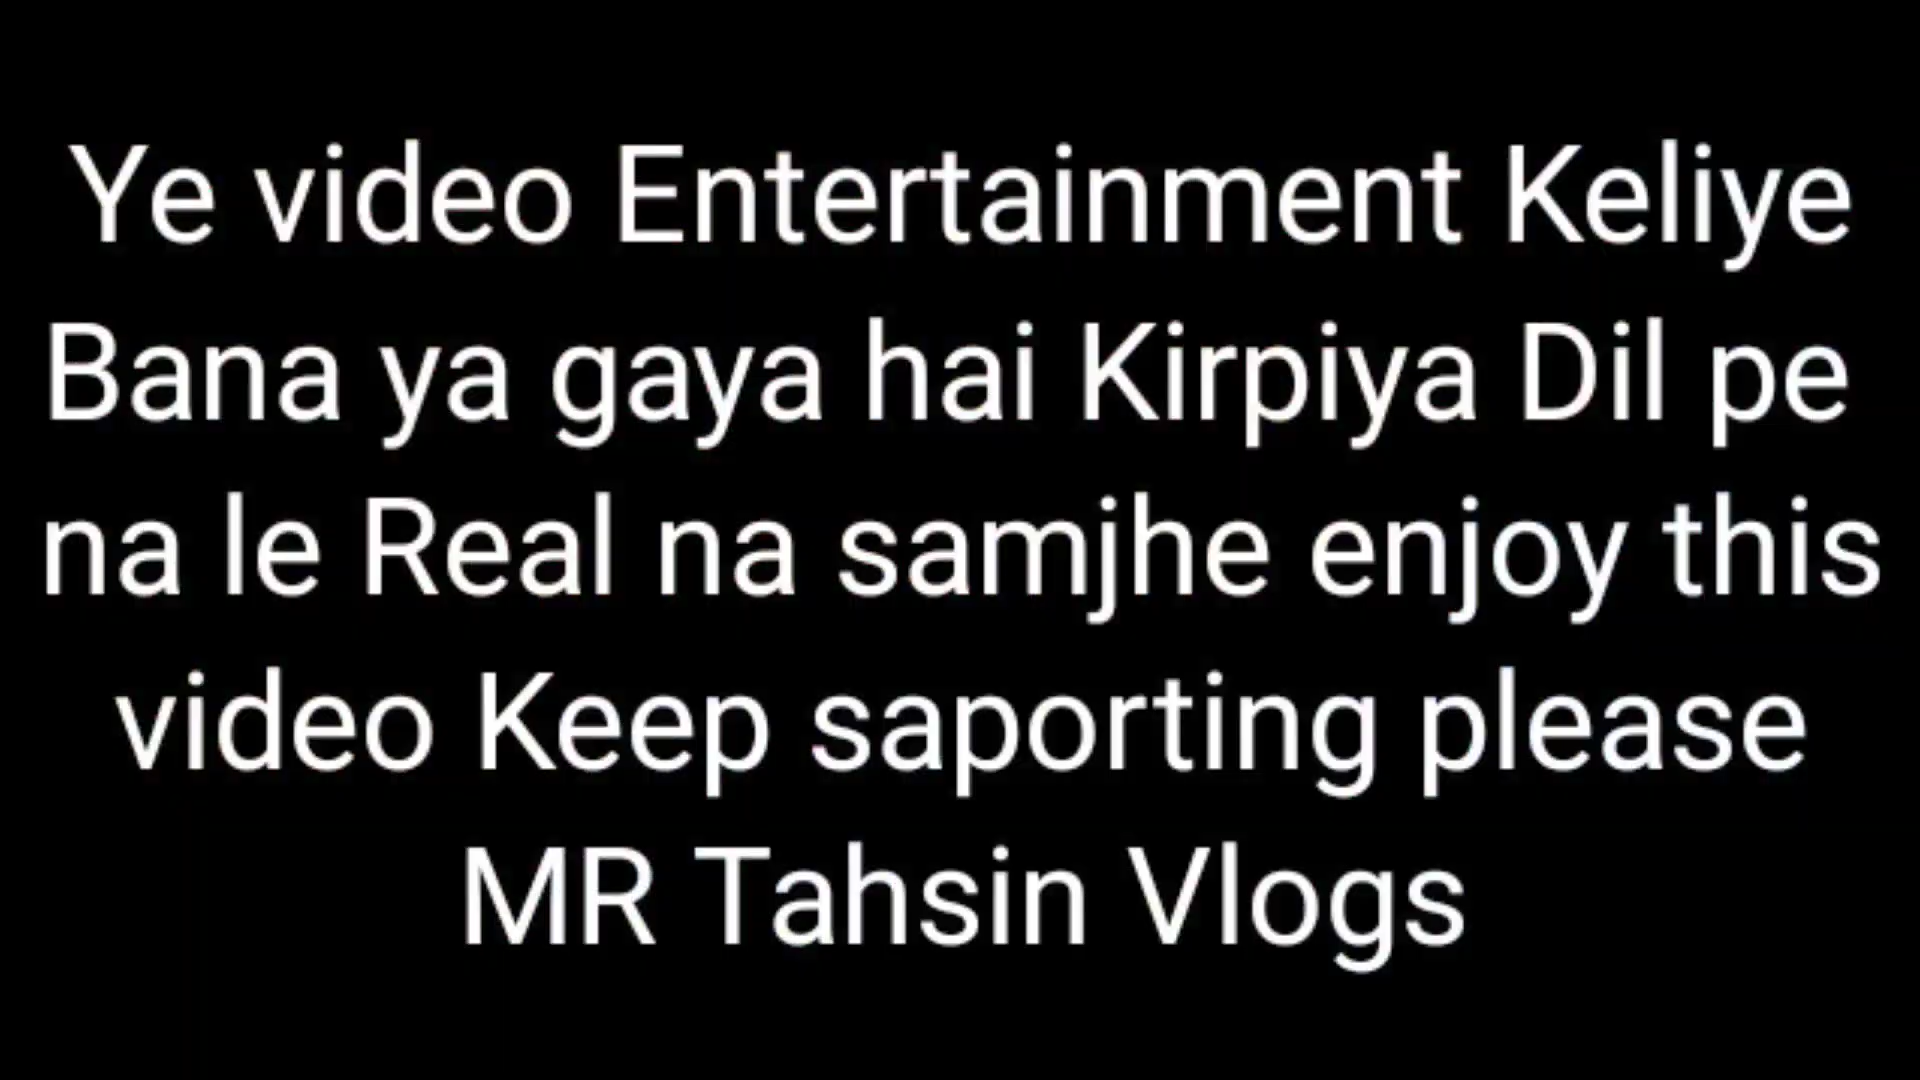 Ye video Entertainment Keliye
Bana ya gaya hai Kirpiya Dil pe
na le Real na samjhe enjoy this
video Keep saporting please
MR Tahsin Vlogs